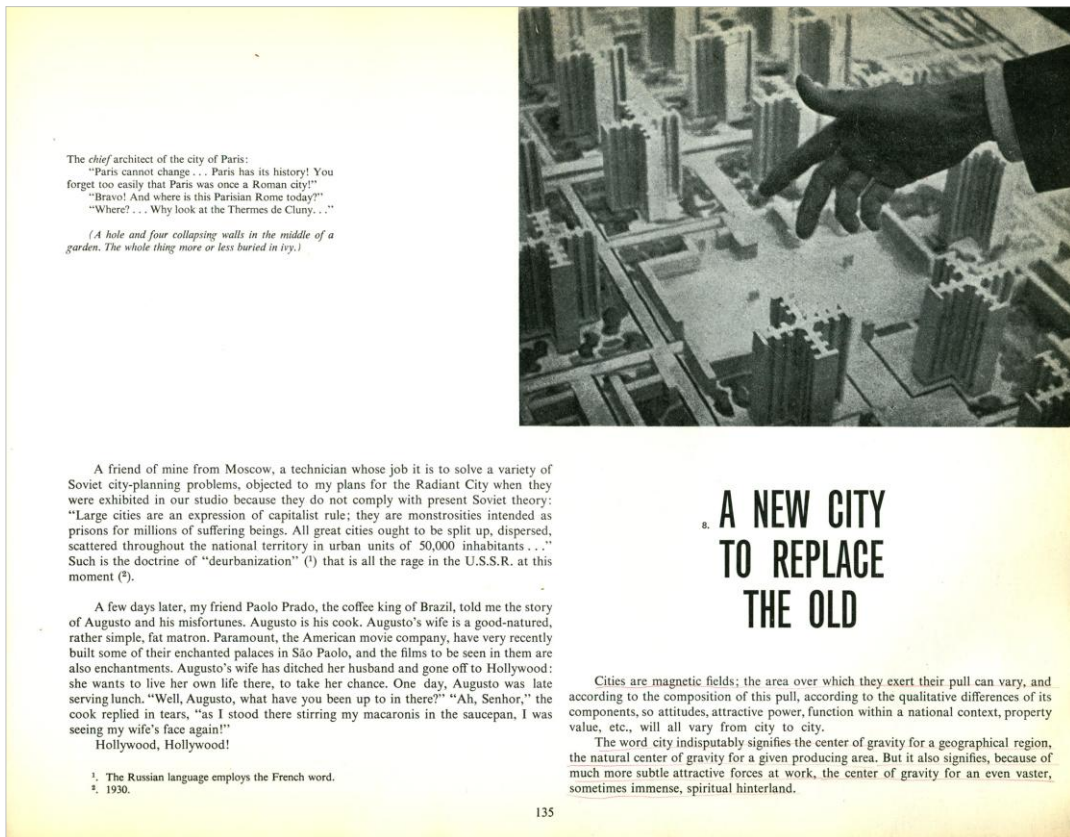 The chief architect of the city of Paris:
“Paris cannot change . . . Paris has its history! You
forget too easily that Paris was once a Roman city!”
“Bravo! And where is this Parisian Rome today?”
“Where? . . . Why look at the Thermes de Cluny. . .”
(A hole and four collapsing walls in the middle of a
garden. The whole thing more or less buried in ivy.)
A friend of mine from Moscow, a technician whose job it is to solve a variety of
Soviet city-planning problems, objected to my plans for the Radiant City when they
were exhibited in our studio because they do not comply with present Soviet theory:
“Large cities are an expression of capitalist rule; they are monstrosities intended as
prisons for millions of suffering beings. All great cities ought to be split up, dispersed,
scattered throughout the national territory in urban units of 50,000 inhabitants . . .”
Such is the doctrine of “deurbanization” (¹) that is all the rage in the U.S.S.R. at this
moment (²).
A few days later, my friend Paolo Prado, the coffee king of Brazil, told me the story
of Augusto and his misfortunes. Augusto is his cook. Augusto’s wife is a good-natured,
rather simple, fat matron. Paramount, the American movie company, have very recently
built some of their enchanted palaces in São Paolo, and the films to be seen in them are
also enchantments. Augusto’s wife has ditched her husband and gone off to Hollywood:
she wants to live her own life there, to take her chance. One day, Augusto was late
serving lunch. “Well, Augusto, what have you been up to in there?” “Ah, Senhor,” the
cook replied in tears, “as I stood there stirring my macaronis in the saucepan, I was
seeing my wife’s face again!”
Hollywood, Hollywood!
¹. The Russian language employs the French word.
². 1930.
8. A NEW CITY
TO REPLACE
THE OLD
Cities are magnetic fields; the area over which they exert their pull can vary, and
according to the composition of this pull, according to the qualitative differences of its
components, so attitudes, attractive power, function within a national context, property
value, etc., will all vary from city to city.
The word city indisputably signifies the center of gravity for a geographical region,
the natural center of gravity for a given producing area. But it also signifies, because of
much more subtle attractive forces at work, the center of gravity for an even vaster,
sometimes immense, spiritual hinterland.
135